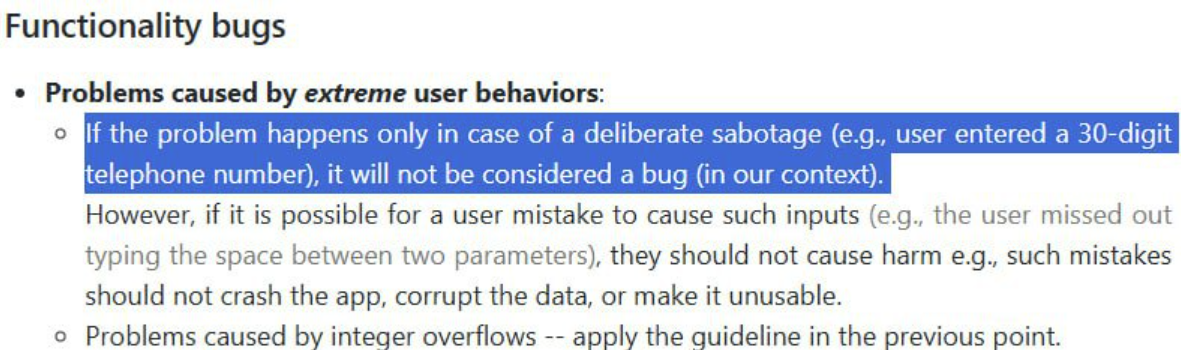 Functionality bugs
• Problems caused by extreme user behaviors:
○ If the problem happens only in case of a deliberate sabotage (e.g., user entered a 30-digit
telephone number), it will not be considered a bug (in our context).
However, if it is possible for a user mistake to cause such inputs (e.g., the user missed out
typing the space between two parameters), they should not cause harm e.g., such mistakes
should not crash the app, corrupt the data, or make it unusable.
○ Problems caused by integer overflows -- apply the guideline in the previous point.